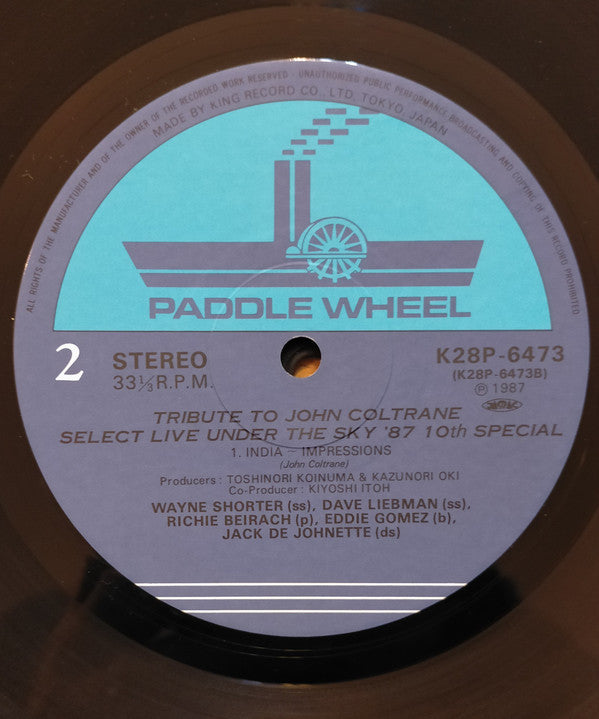 ALL RIGHTS OF THE MANUFACTURER AND OF THE OWNER OF THE RECORDED WORK RESERVED · UNAUTHORIZED PUBLIC PERFORMANCE, BROADCASTING AND COPYING OF THIS RECORD PROHIBITED
MADE BY KING RECORD CO., LTD. TOKYO, JAPAN
PADDLE WHEEL
2
STEREO
33⅓ R.P.M.
K28P-6473
(K28P-6473B)
Ⓟ 1987
TRIBUTE TO JOHN COLTRANE
SELECT LIVE UNDER THE SKY '87 10th SPECIAL
1. INDIA ~ IMPRESSIONS
(John Coltrane)
Producers : TOSHINORI KOINUMA & KAZUNORI OKI
Co-Producer : KIYOSHI ITOH
WAYNE SHORTER (ss), DAVE LIEBMAN (ss),
RICHIE BEIRACH (p), EDDIE GOMEZ (b),
JACK DE JOHNETTE (ds)